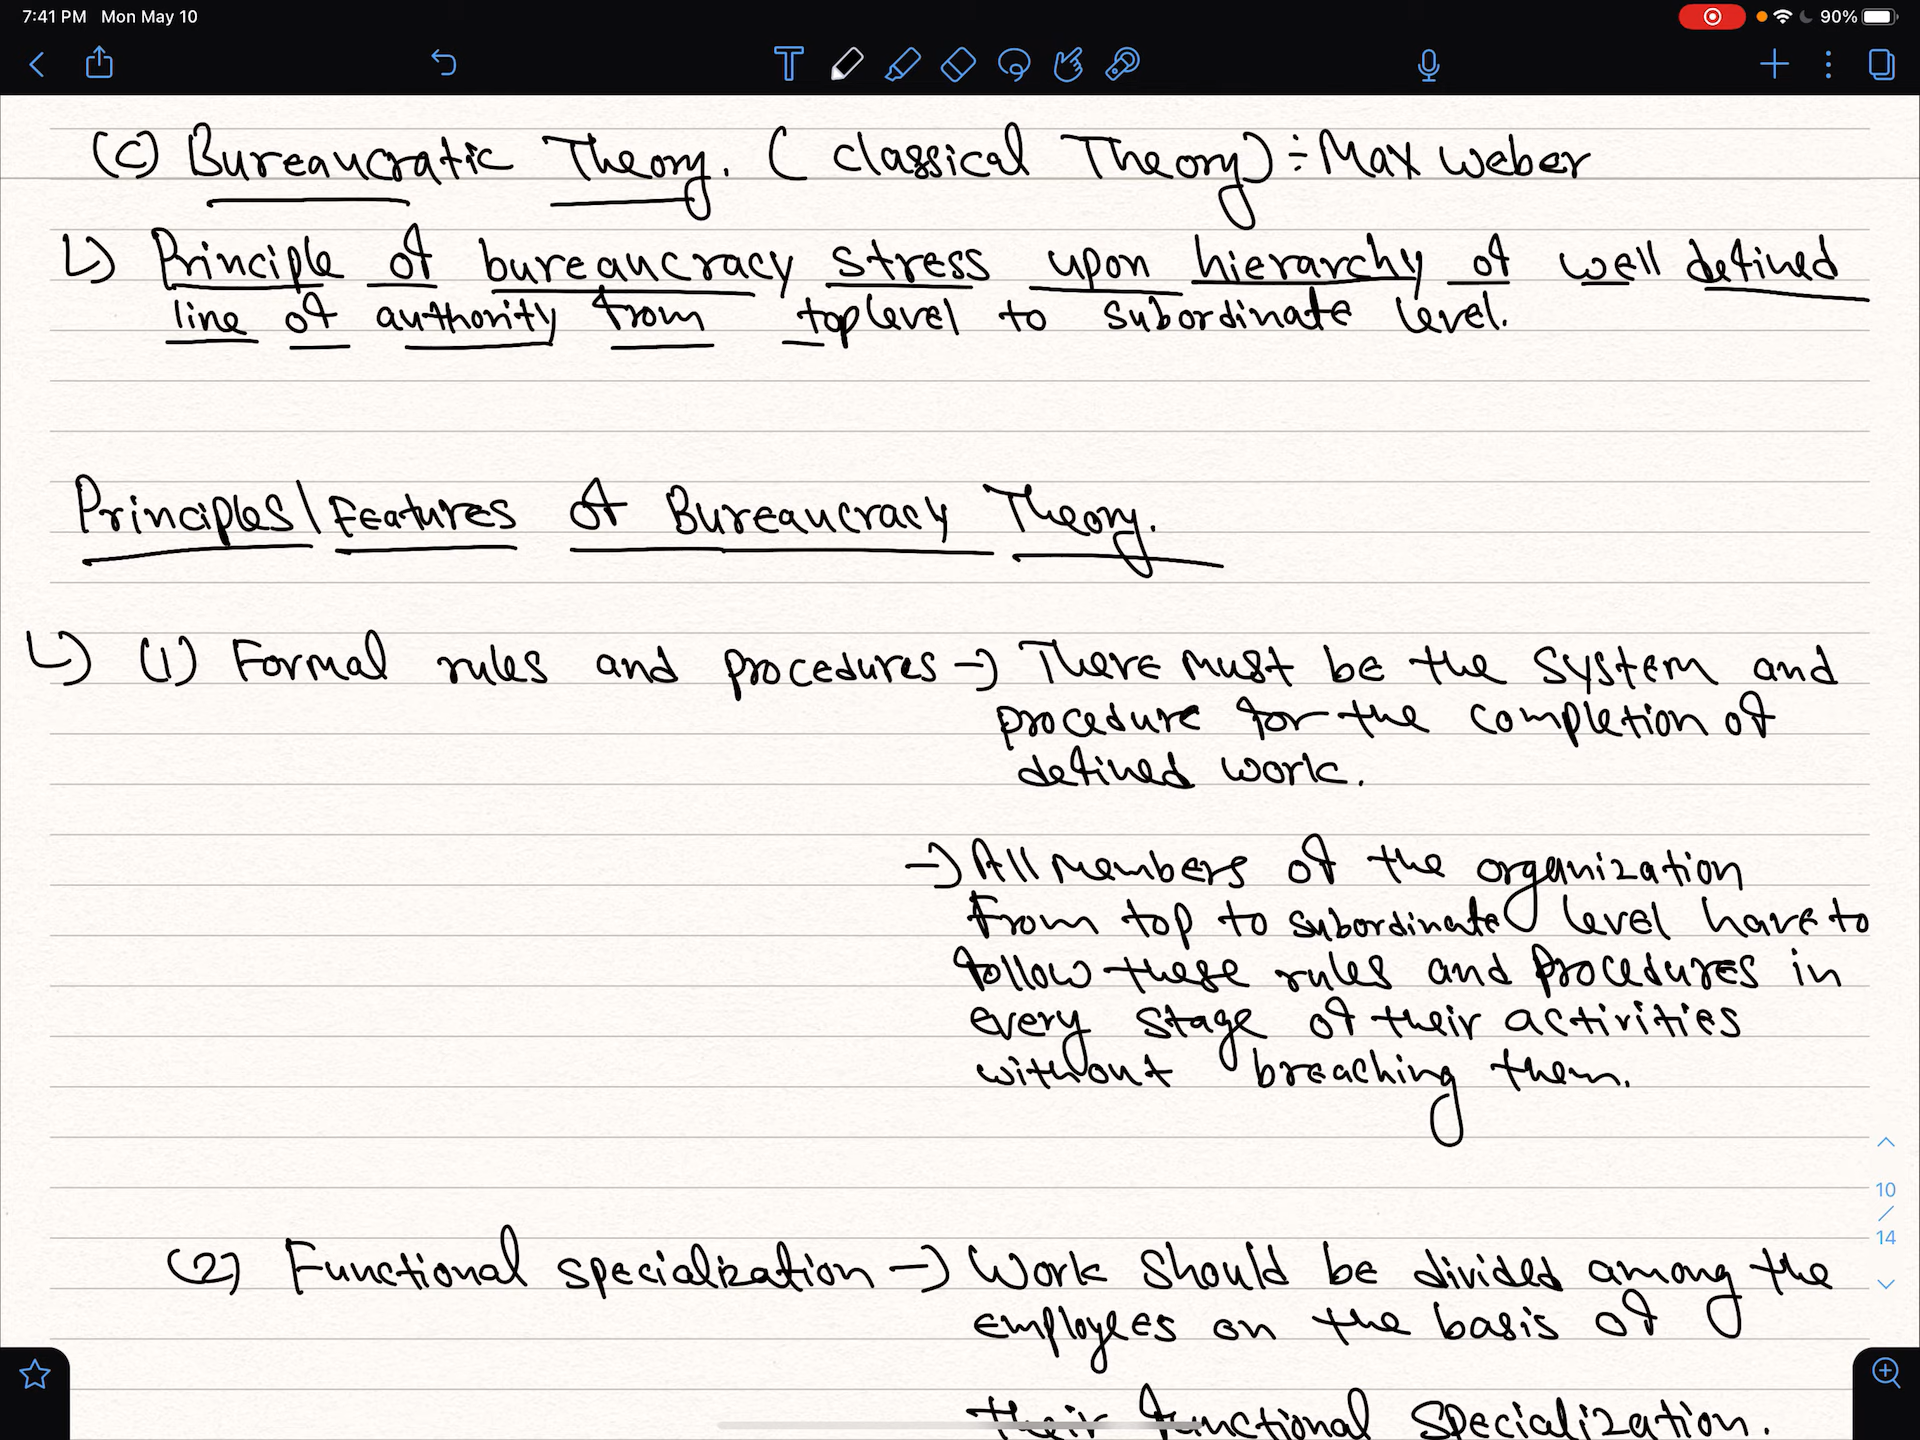 7:41 PM Mon May 10
90%
(C) Bureaucratic Theory. (Classical Theory) ÷ Max Weber
↳ Principle of bureaucracy stress upon hierarchy of well defined
line of authority from top level to subordinate level.
Principles/Features of Bureaucracy Theory.
↳ (1) Formal rules and procedures → There must be the system and
procedure for the completion of
defined work.
→ All members of the organization
from top to subordinate level have to
follow these rules and procedures in
every stage of their activities
without breaching them.
10
/
14
(2) Functional specialization → Work should be divided among the
employees on the basis of
their functional specialization.